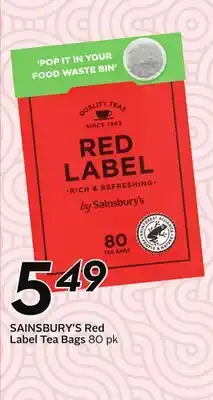 'POP IT IN YOUR
FOOD WASTE BIN'
QUALITY TEAS
SINCE 1903
RED
LABEL
• RICH & REFRESHING •
by Sainsbury's
80
TEA BAGS
5 49
SAINSBURY'S Red
Label Tea Bags 80 pk